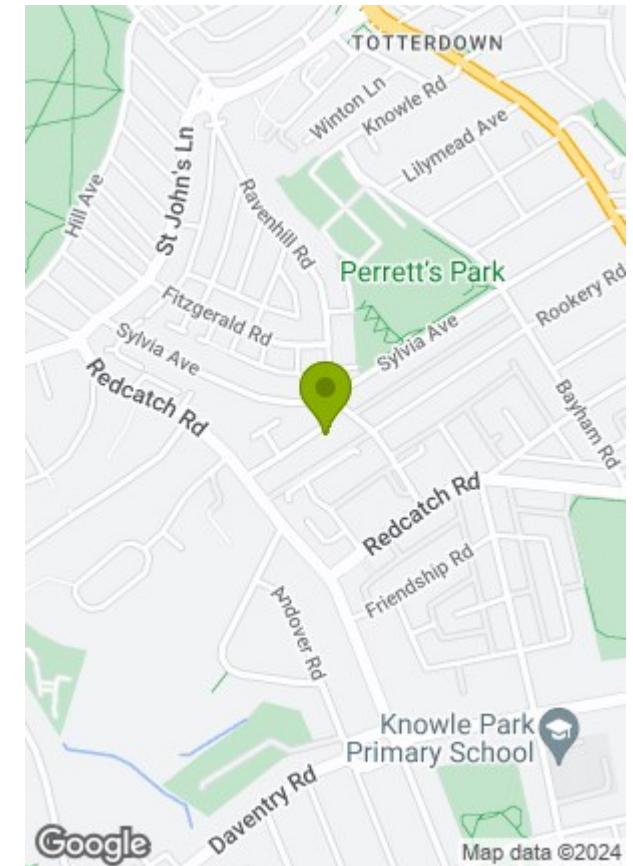 TOTTERDOWN
Winton Ln
Knowle Rd
Lilymead Ave
Hill Ave
St John's Ln
Ravenhill Rd
Perrett's Park
Fitzgerald Rd
Rookery Rd
Sylvia Ave
Sylvia Ave
Redcatch Rd
Bayham Rd
Redcatch Rd
Friendship Rd
Andover Rd
Knowle Park
Primary School
Daventry Rd
Google
Map data ©2024